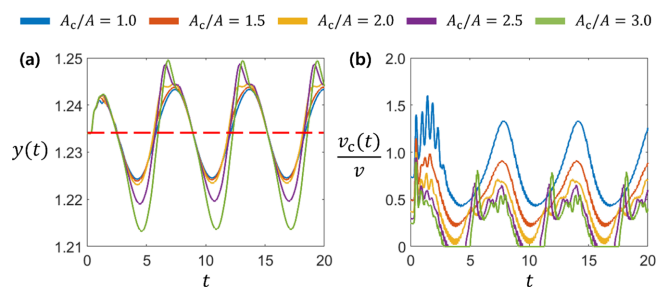 A_c/A = 1.0 A_c/A = 1.5 A_c/A = 2.0 A_c/A = 2.5 A_c/A = 3.0
(a)
1.25
1.24
1.23
1.22
1.21
y(t)
0 5 10 15 20
t
(b)
2.0
1.5
1.0
0.5
0
v_c(t)
v
0 5 10 15 20
t